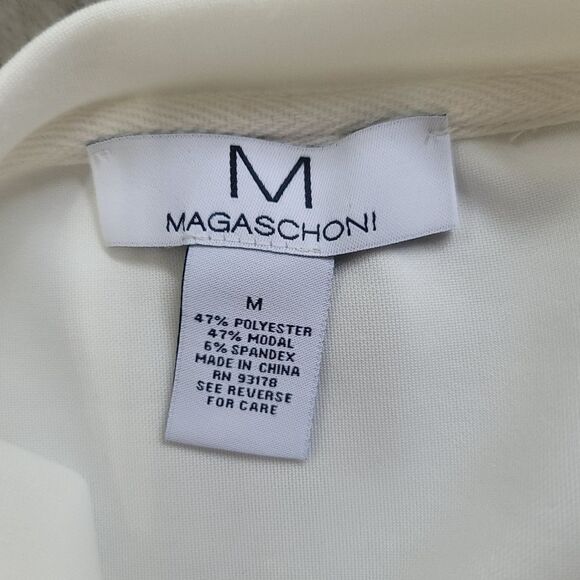 M
MAGASCHONI
M
47% POLYESTER
47% MODAL
6% SPANDEX
MADE IN CHINA
RN 93178
SEE REVERSE
FOR CARE